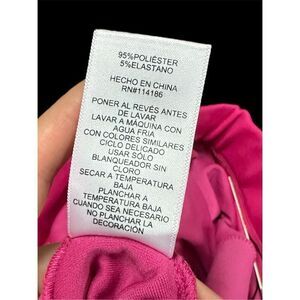 95%POLIÉSTER
5%ELASTANO
HECHO EN CHINA
RN#114186
PONER AL REVÉS ANTES
DE LAVAR
LAVAR A MÁQUINA CON
AGUA FRIA
CON COLORES SIMILARES
CICLO DELICADO
USAR SÓLO
BLANQUEADOR SIN
CLORO
SECAR A TEMPERATURA
BAJA
PLANCHAR A
TEMPERATURA BAJA
CUANDO SEA NECESARIO
NO PLANCHAR LA
DECORACIÓN